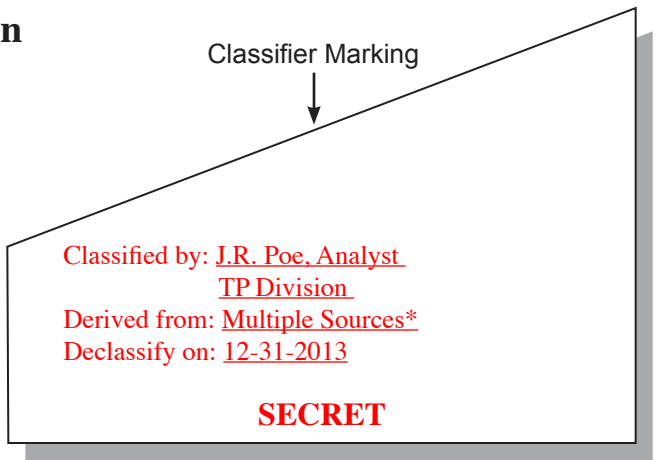 n
Classifier Marking
Classified by: J.R. Poe, Analyst
TP Division
Derived from: Multiple Sources*
Declassify on: 12-31-2013
SECRET